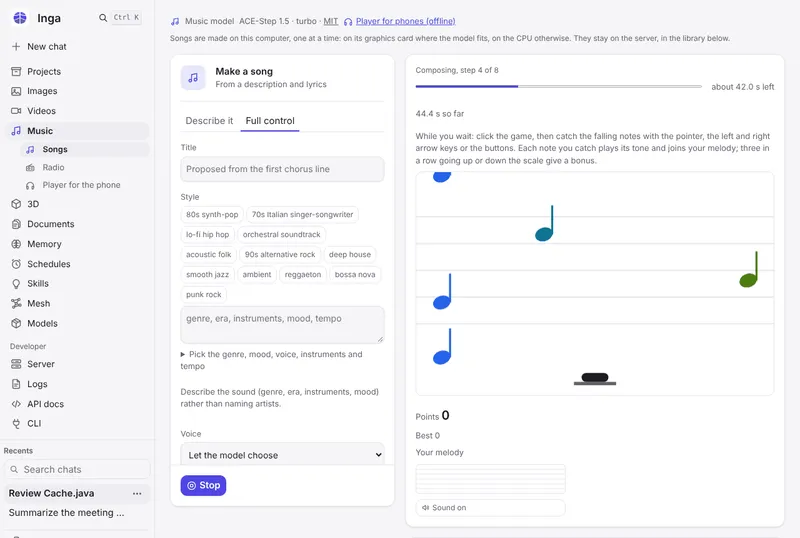 Inga
Ctrl K
New chat
Projects
Images
Videos
Music
Songs
Radio
Player for the phone
3D
Documents
Memory
Schedules
Skills
Mesh
Models
Developer
Server
Logs
API docs
CLI
Recents
Search chats
Review Cache.java
Summarize the meeting ...
Music model ACE-Step 1.5 · turbo · MIT Player for phones (offline)
Songs are made on this computer, one at a time: on its graphics card where the model fits, on the CPU otherwise. They stay on the server, in the library below.
Make a song
From a description and lyrics
Describe it Full control
Title
Proposed from the first chorus line
Style
80s synth-pop 70s Italian singer-songwriter
lo-fi hip hop orchestral soundtrack
acoustic folk 90s alternative rock deep house
smooth jazz ambient reggaeton bossa nova
punk rock
genre, era, instruments, mood, tempo
Pick the genre, mood, voice, instruments and
tempo
Describe the sound (genre, era, instruments, mood)
rather than naming artists.
Voice
Let the model choose
Stop
Composing, step 4 of 8
about 42.0 s left
44.4 s so far
While you wait: click the game, then catch the falling notes with the pointer, the left and right
arrow keys or the buttons. Each note you catch plays its tone and joins your melody; three in
a row going up or down the scale give a bonus.
Points 0
Best 0
Your melody
Sound on